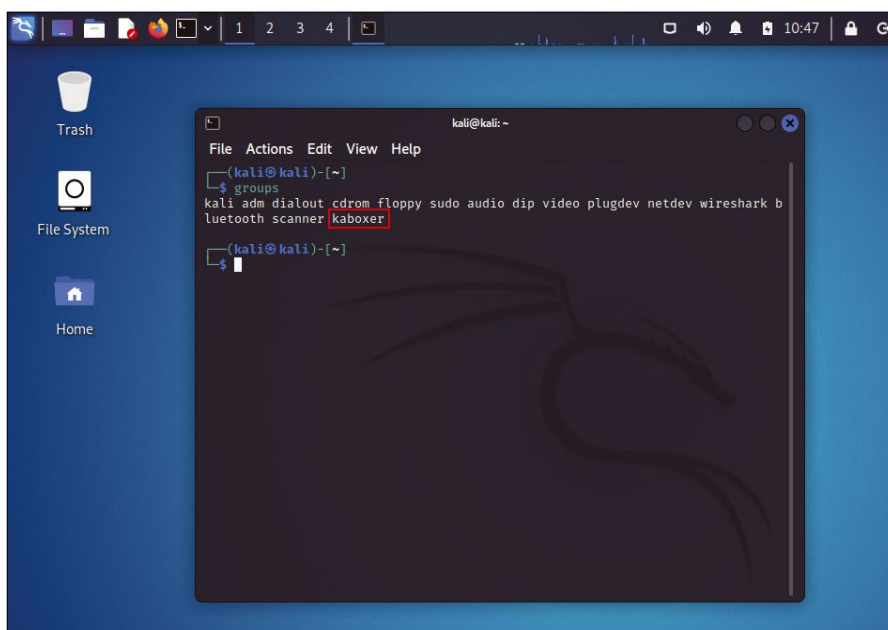 1 2 3 4 10:47
Trash
File System
Home
kali@kali: ~
File Actions Edit View Help
┌──(kali㉿kali)-[~]
└─$ groups
kali adm dialout cdrom floppy sudo audio dip video plugdev netdev wireshark b
luetooth scanner kaboxer
┌──(kali㉿kali)-[~]
└─$